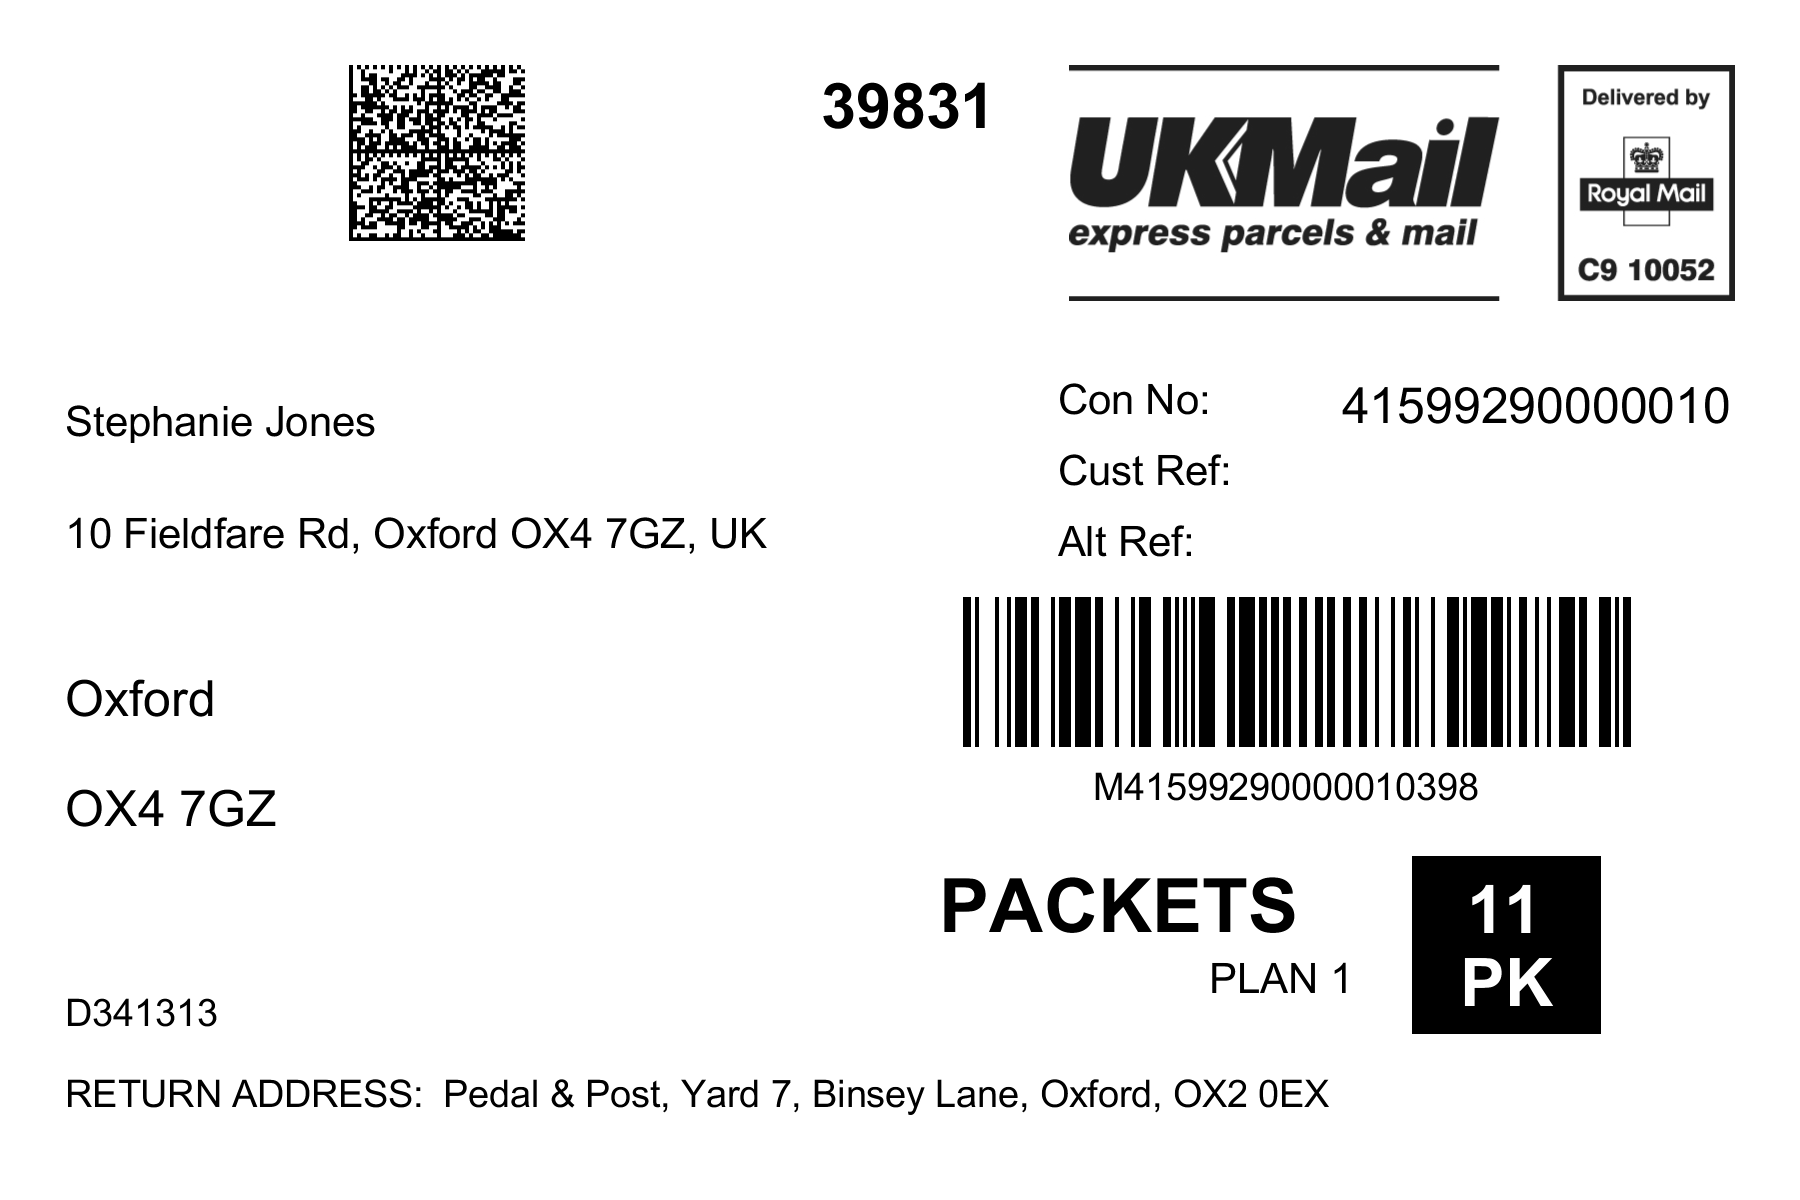 39831
UKMail
express parcels & mail
Delivered by
Royal Mail
C9 10052
Stephanie Jones
10 Fieldfare Rd, Oxford OX4 7GZ, UK
Oxford
OX4 7GZ
Con No: 41599290000010
Cust Ref:
Alt Ref:
M41599290000010398
PACKETS
PLAN 1
11
PK
D341313
RETURN ADDRESS: Pedal & Post, Yard 7, Binsey Lane, Oxford, OX2 0EX